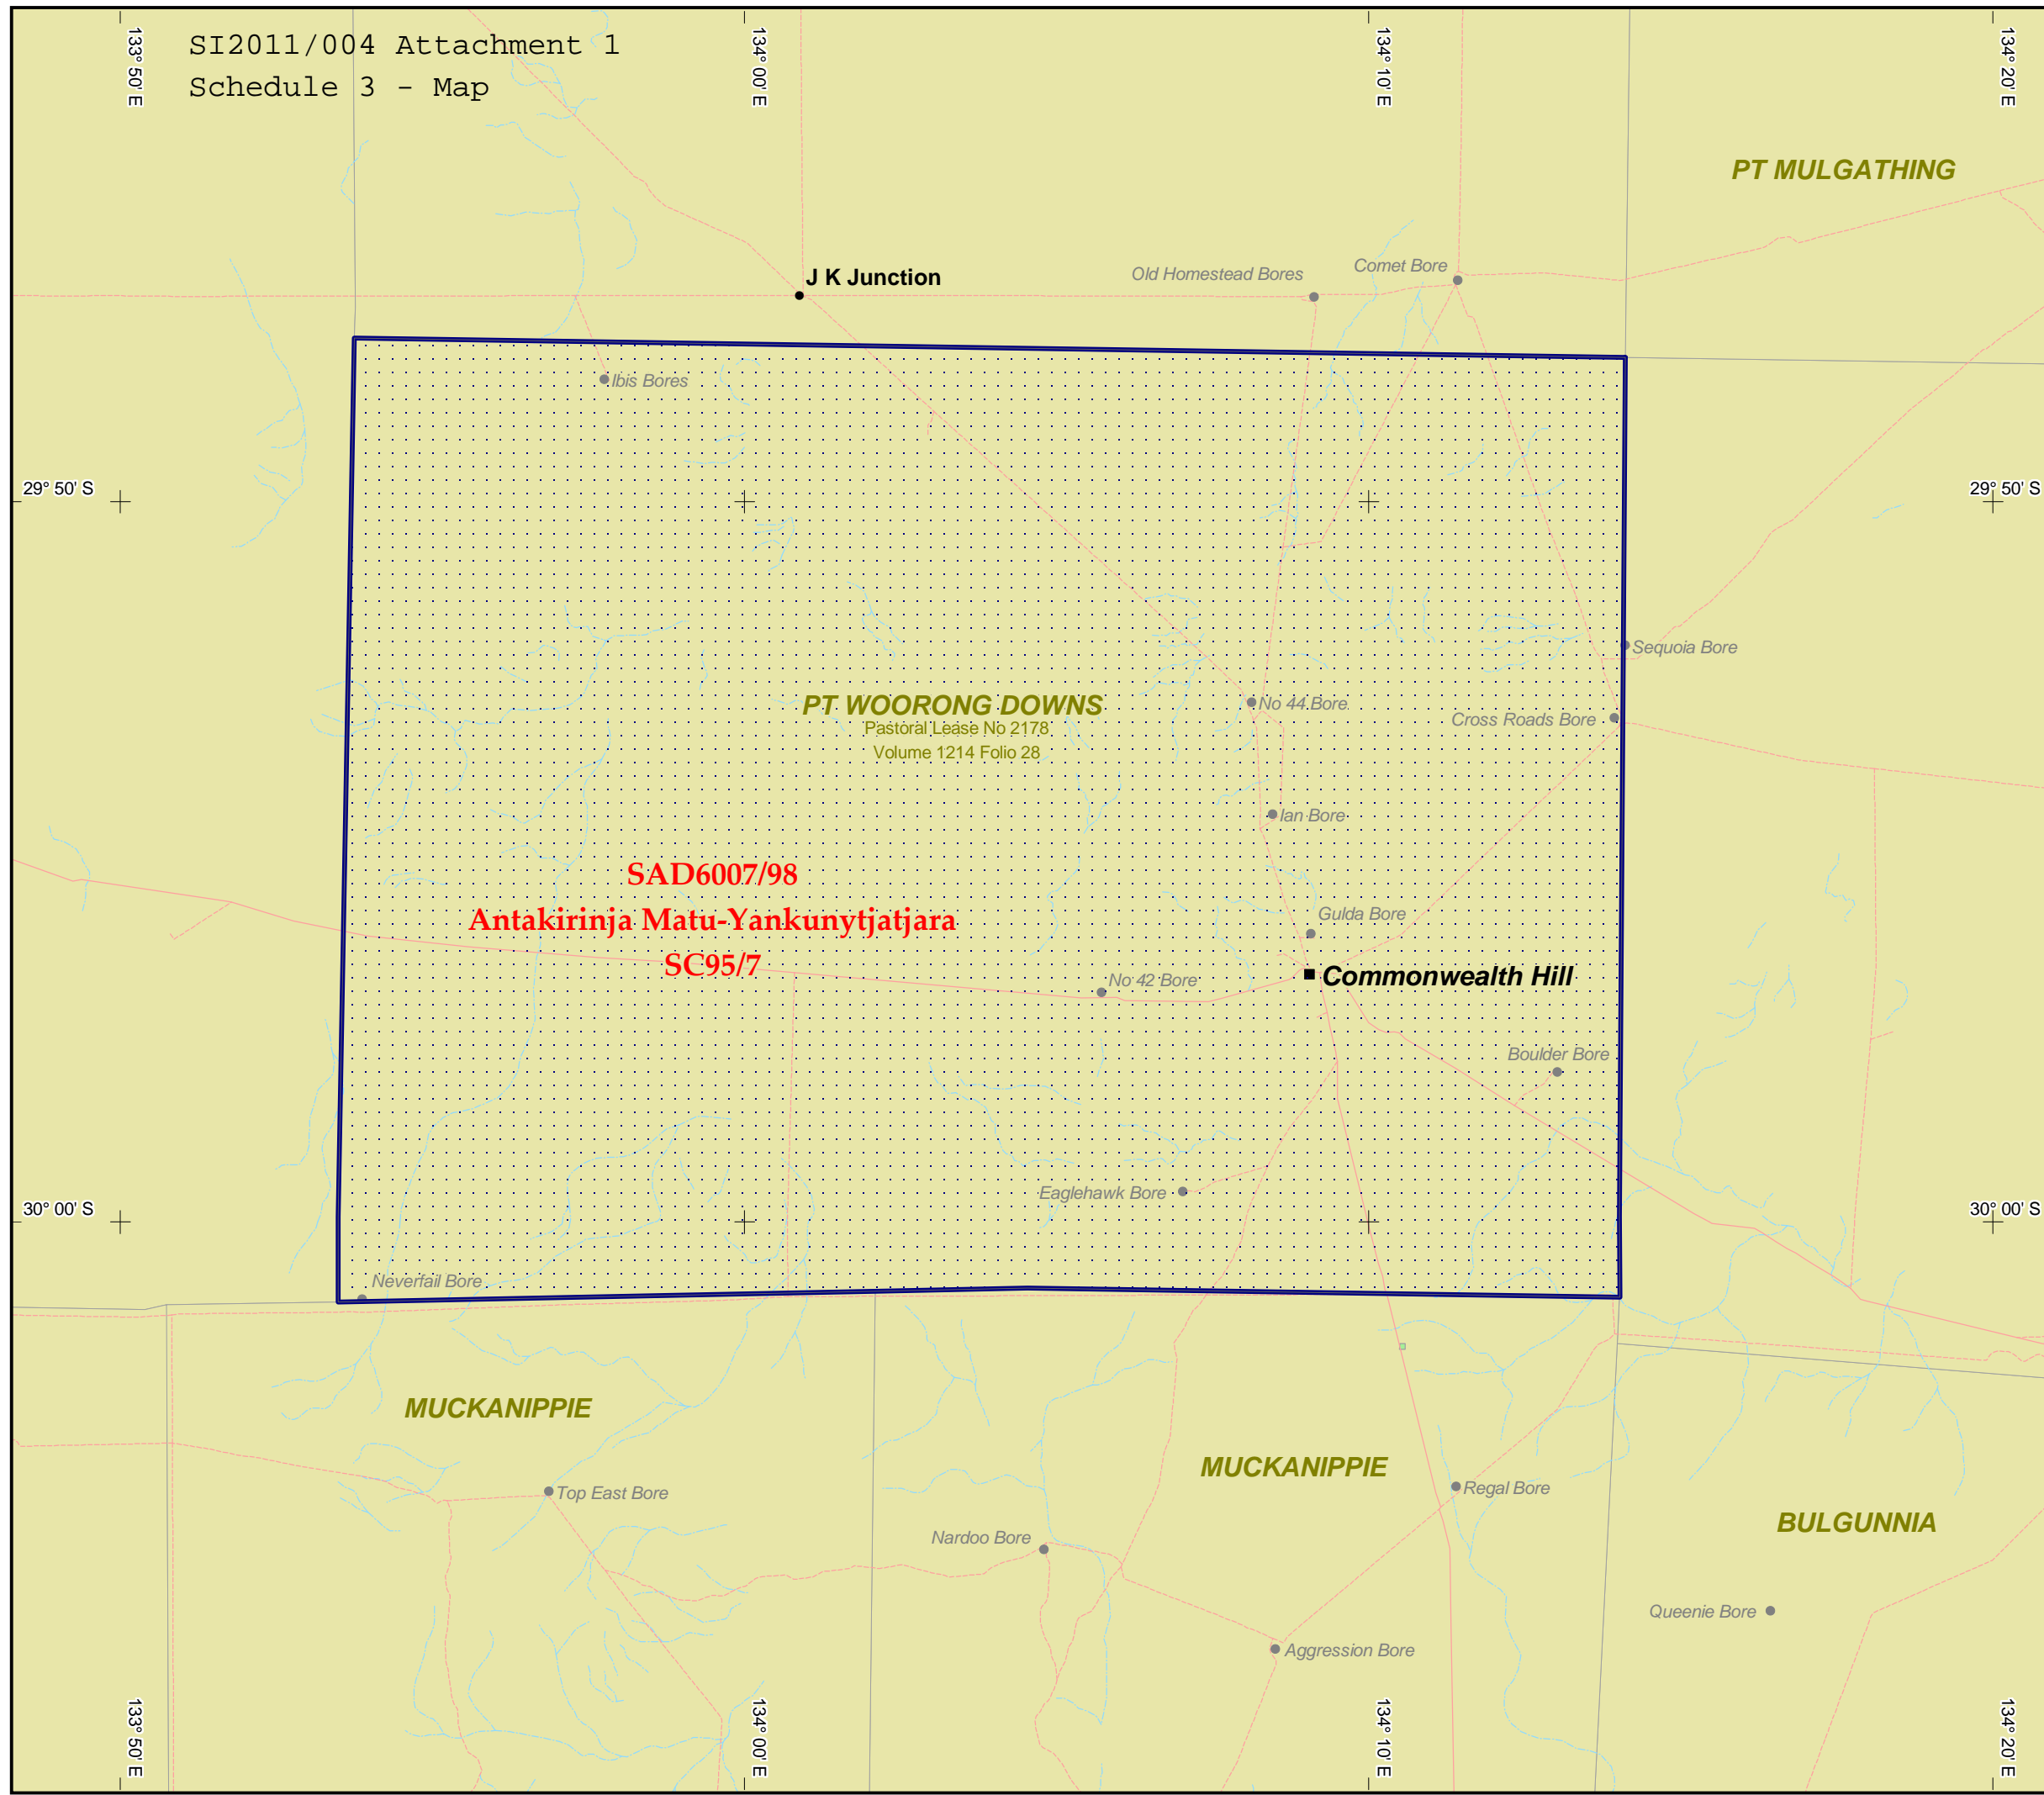 SI2011/004 Attachment 1
Schedule 3 - Map
133° 50' E
134° 00' E
134° 10' E
134° 20' E
PT MULGATHING
J K Junction
Old Homestead Bores
Comet Bore
Ibis Bores
29° 50' S
29° 50' S
Sequoia Bore
PT WOORONG DOWNS
Pastoral Lease No 2178
Volume 1214 Folio 28
No 44 Bore
Cross Roads Bore
Ian Bore
SAD6007/98
Antakirinja Matu-Yankunytjatjara
SC95/7
Gulda Bore
No 42 Bore
Commonwealth Hill
Boulder Bore
Eaglehawk Bore
30° 00' S
30° 00' S
Neverfail Bore
MUCKANIPPIE
MUCKANIPPIE
Top East Bore
Regal Bore
Nardoo Bore
BULGUNNIA
Queenie Bore
Aggression Bore
133° 50' E
134° 00' E
134° 10' E
134° 20' E